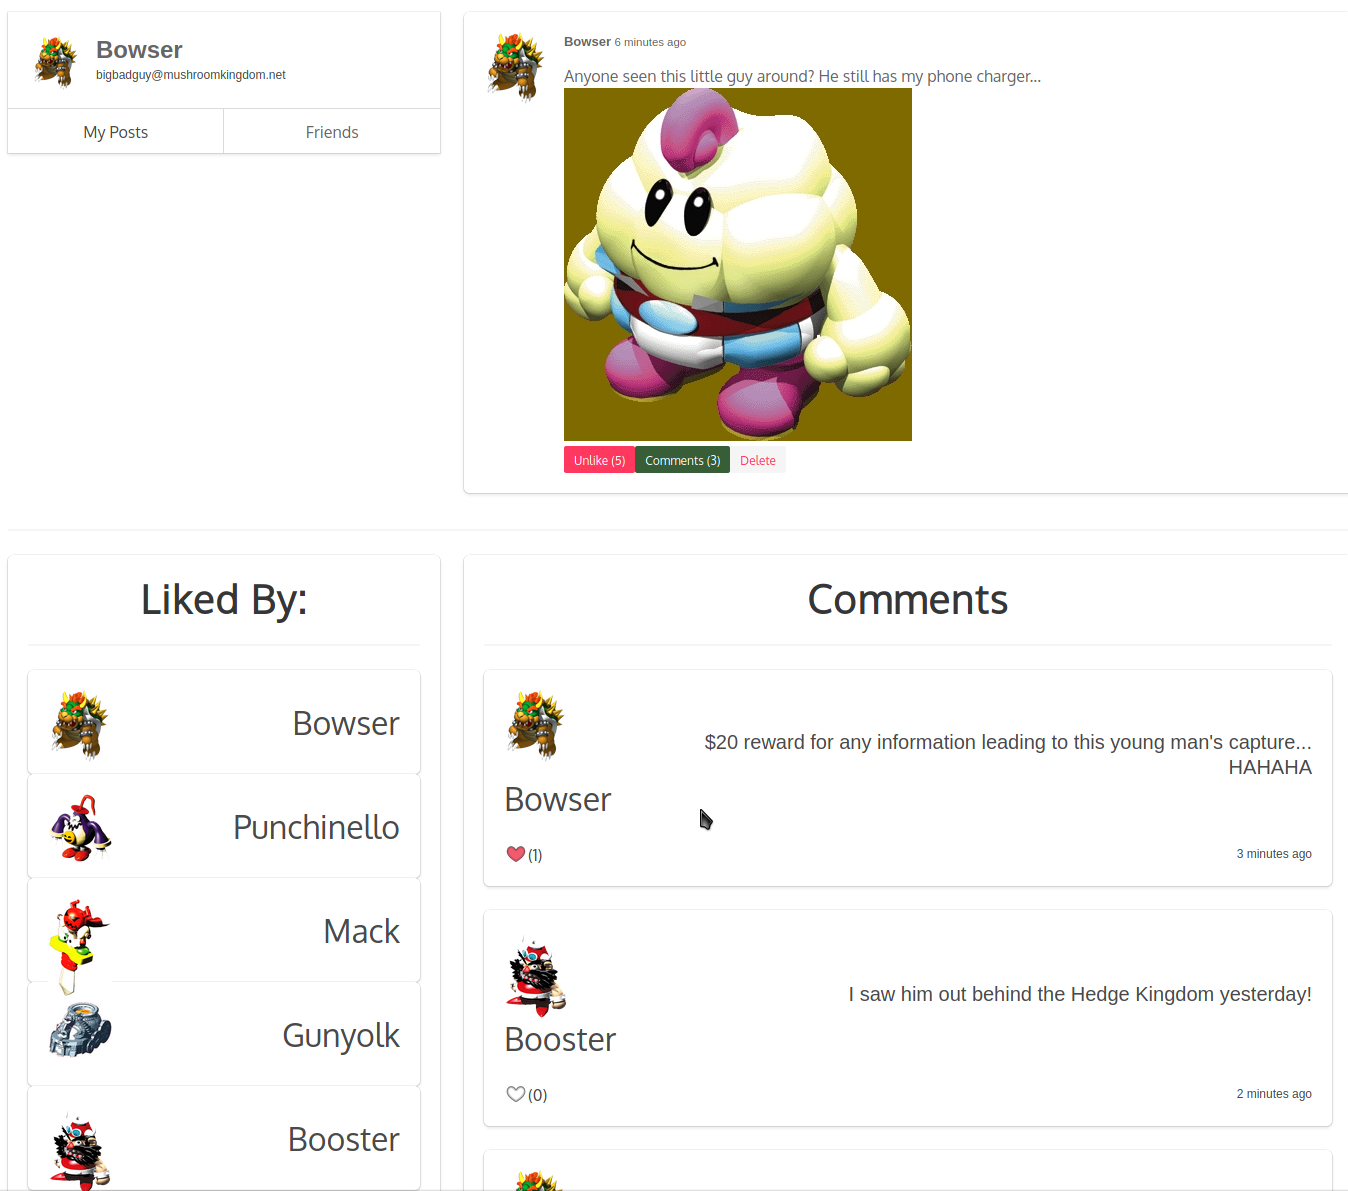 Bowser
bigbadguy@mushroomkingdom.net
My Posts
Friends
Bowser 6 minutes ago
Anyone seen this little guy around? He still has my phone charger...
Unlike (5)
Comments (3)
Delete
Liked By:
Bowser
Punchinello
Mack
Gunyolk
Booster
Comments
$20 reward for any information leading to this young man's capture...
HAHAHA
Bowser
(1)
3 minutes ago
I saw him out behind the Hedge Kingdom yesterday!
Booster
(0)
2 minutes ago